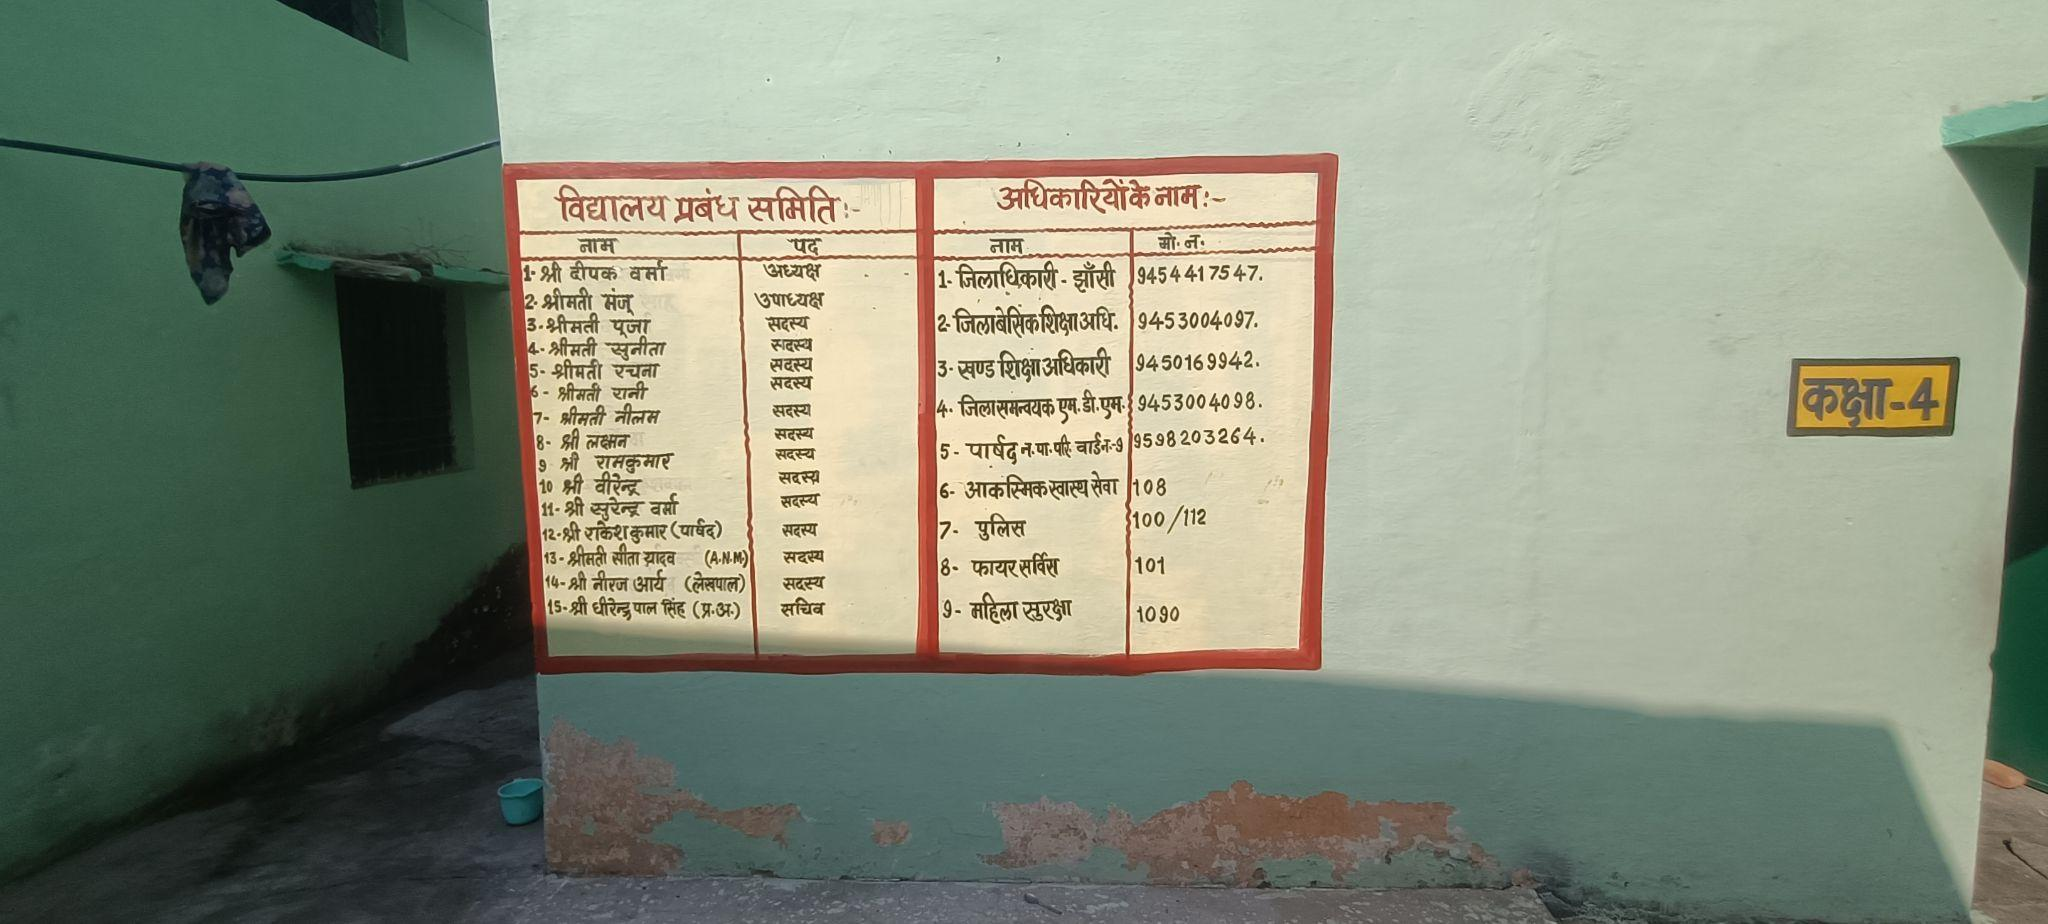 विद्यालय प्रबंध समिति:-
नाम पद
1- श्री दीपक वर्मा अध्यक्ष
2- श्रीमती मंजू उपाध्यक्ष
3- श्रीमती पूजा सदस्य
4- श्रीमती सुनीता सदस्य
5- श्रीमती रचना सदस्य
6- श्रीमती रानी सदस्य
7- श्रीमती नीलम सदस्य
8- श्री लक्ष्मन सदस्य
9 श्री रामकुमार सदस्य
10 श्री वीरेन्द्र सदस्य
11- श्री सुरेन्द्र वर्मा सदस्य
12- श्री राकेश कुमार (पार्षद) सदस्य
13- श्रीमती सीता यादव (A.N.M.) सदस्य
14- श्री नीरज आर्य (लेखपाल) सदस्य
15- श्री धीरेन्द्र पाल सिंह (प्र.अ.) सचिव
अधिकारियों के नाम:-
नाम मो. न.
1- जिलाधिकारी - झाँसी 9454417547.
2- जिला बेसिक शिक्षा अधि. 9453004097.
3- खण्ड शिक्षा अधिकारी 9450169942.
4- जिला समन्वयक एम. डी. एम. 9453004098.
5- पार्षद न. पा. परि. वार्ड न.-9 9598203264.
6- आकस्मिक स्वास्थ सेवा 108
7- पुलिस 100/112
8- फायर सर्विस 101
9- महिला सुरक्षा 1090
कक्षा-4